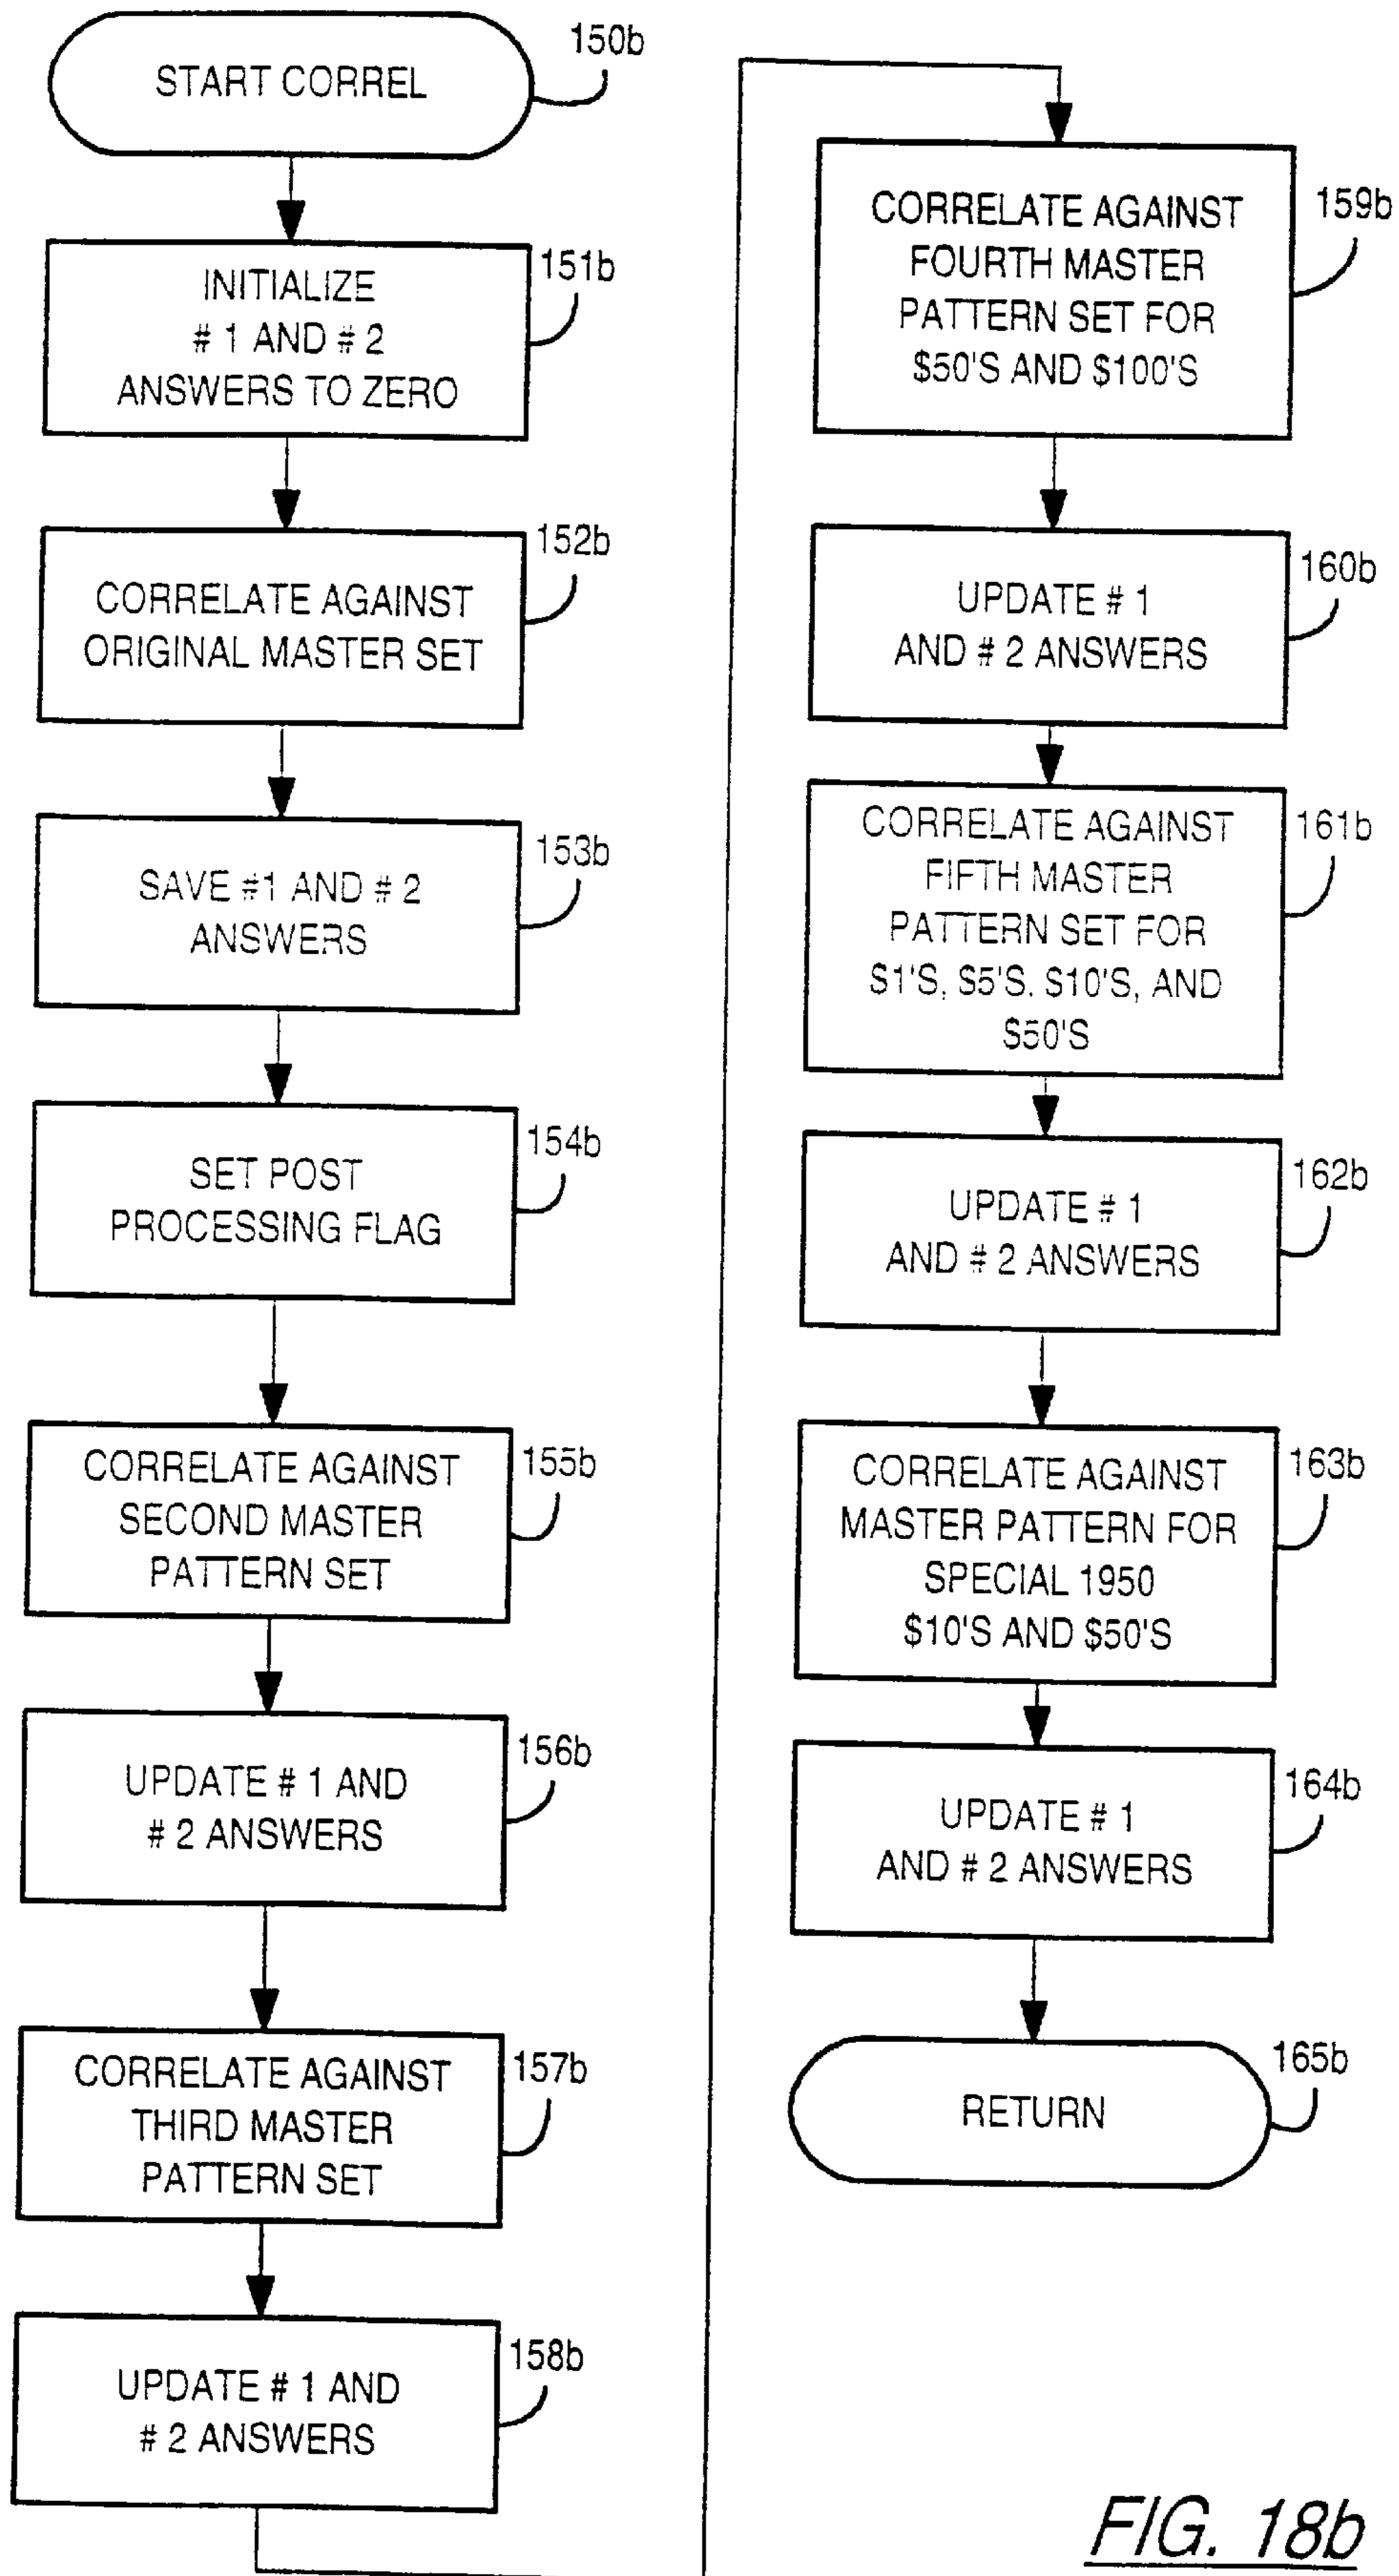 START CORREL
150b
INITIALIZE
# 1 AND # 2
ANSWERS TO ZERO
151b
CORRELATE AGAINST
ORIGINAL MASTER SET
152b
SAVE #1 AND # 2
ANSWERS
153b
SET POST
PROCESSING FLAG
154b
CORRELATE AGAINST
SECOND MASTER
PATTERN SET
155b
UPDATE # 1 AND
# 2 ANSWERS
156b
CORRELATE AGAINST
THIRD MASTER
PATTERN SET
157b
UPDATE # 1 AND
# 2 ANSWERS
158b
CORRELATE AGAINST
FOURTH MASTER
PATTERN SET FOR
$50'S AND $100'S
159b
UPDATE # 1
AND # 2 ANSWERS
160b
CORRELATE AGAINST
FIFTH MASTER
PATTERN SET FOR
$1'S, $5'S. $10'S, AND
$50'S
161b
UPDATE # 1
AND # 2 ANSWERS
162b
CORRELATE AGAINST
MASTER PATTERN FOR
SPECIAL 1950
$10'S AND $50'S
163b
UPDATE # 1
AND # 2 ANSWERS
164b
RETURN
165b
FIG. 18b